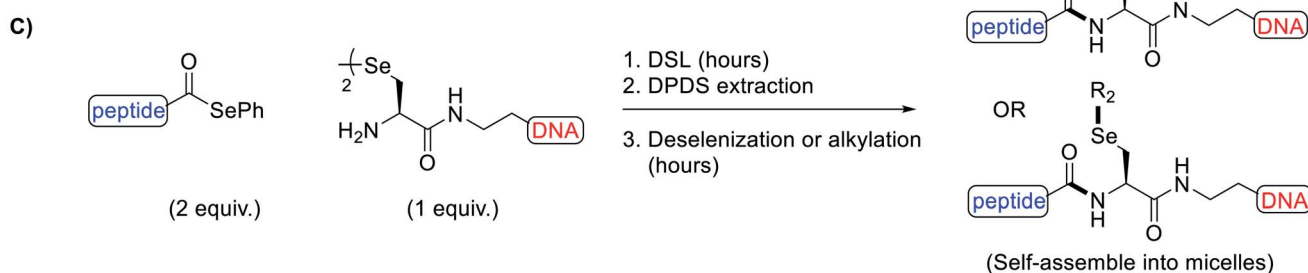 C)
O
peptide
SePh
(2 equiv.)
Se
2
H2N
H
N
O
DNA
(1 equiv.)
1. DSL (hours)
2. DPDS extraction
3. Deselenization or alkylation
(hours)
peptide
N
H
O
N
DNA
OR
R2
Se
O
peptide
N
H
O
H
N
DNA
(Self-assemble into micelles)